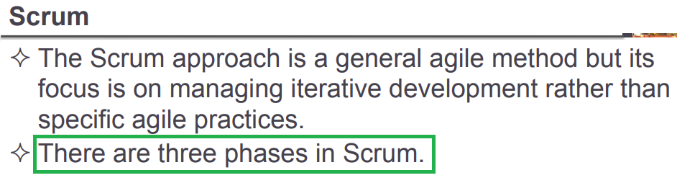 Scrum
✧ The Scrum approach is a general agile method but its
focus is on managing iterative development rather than
specific agile practices.
✧ There are three phases in Scrum.